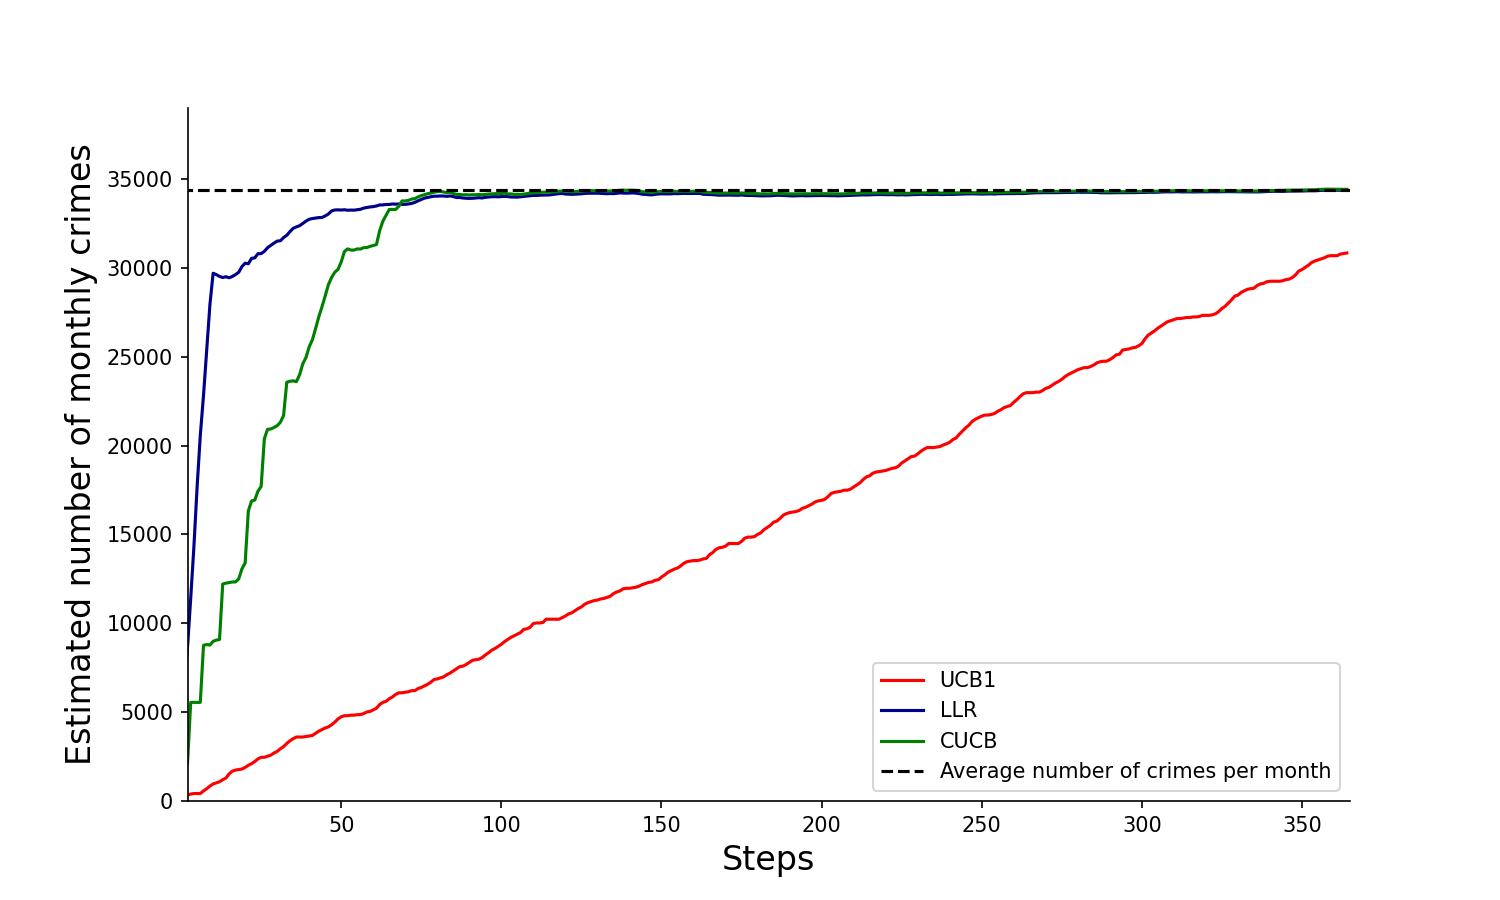 Estimated number of monthly crimes
35000
30000
25000
20000
15000
10000
5000
0
50
100
150
200
250
300
350
Steps
UCB1
LLR
CUCB
Average number of crimes per month